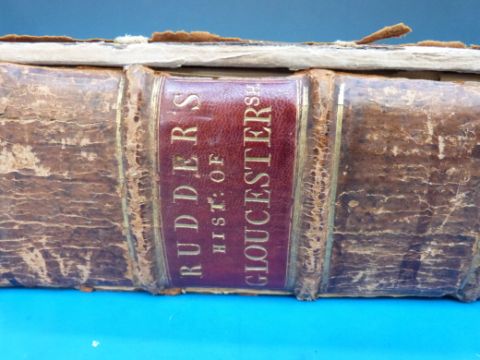 RUDDER'S
HIST: OF
GLOUCESTERSH.